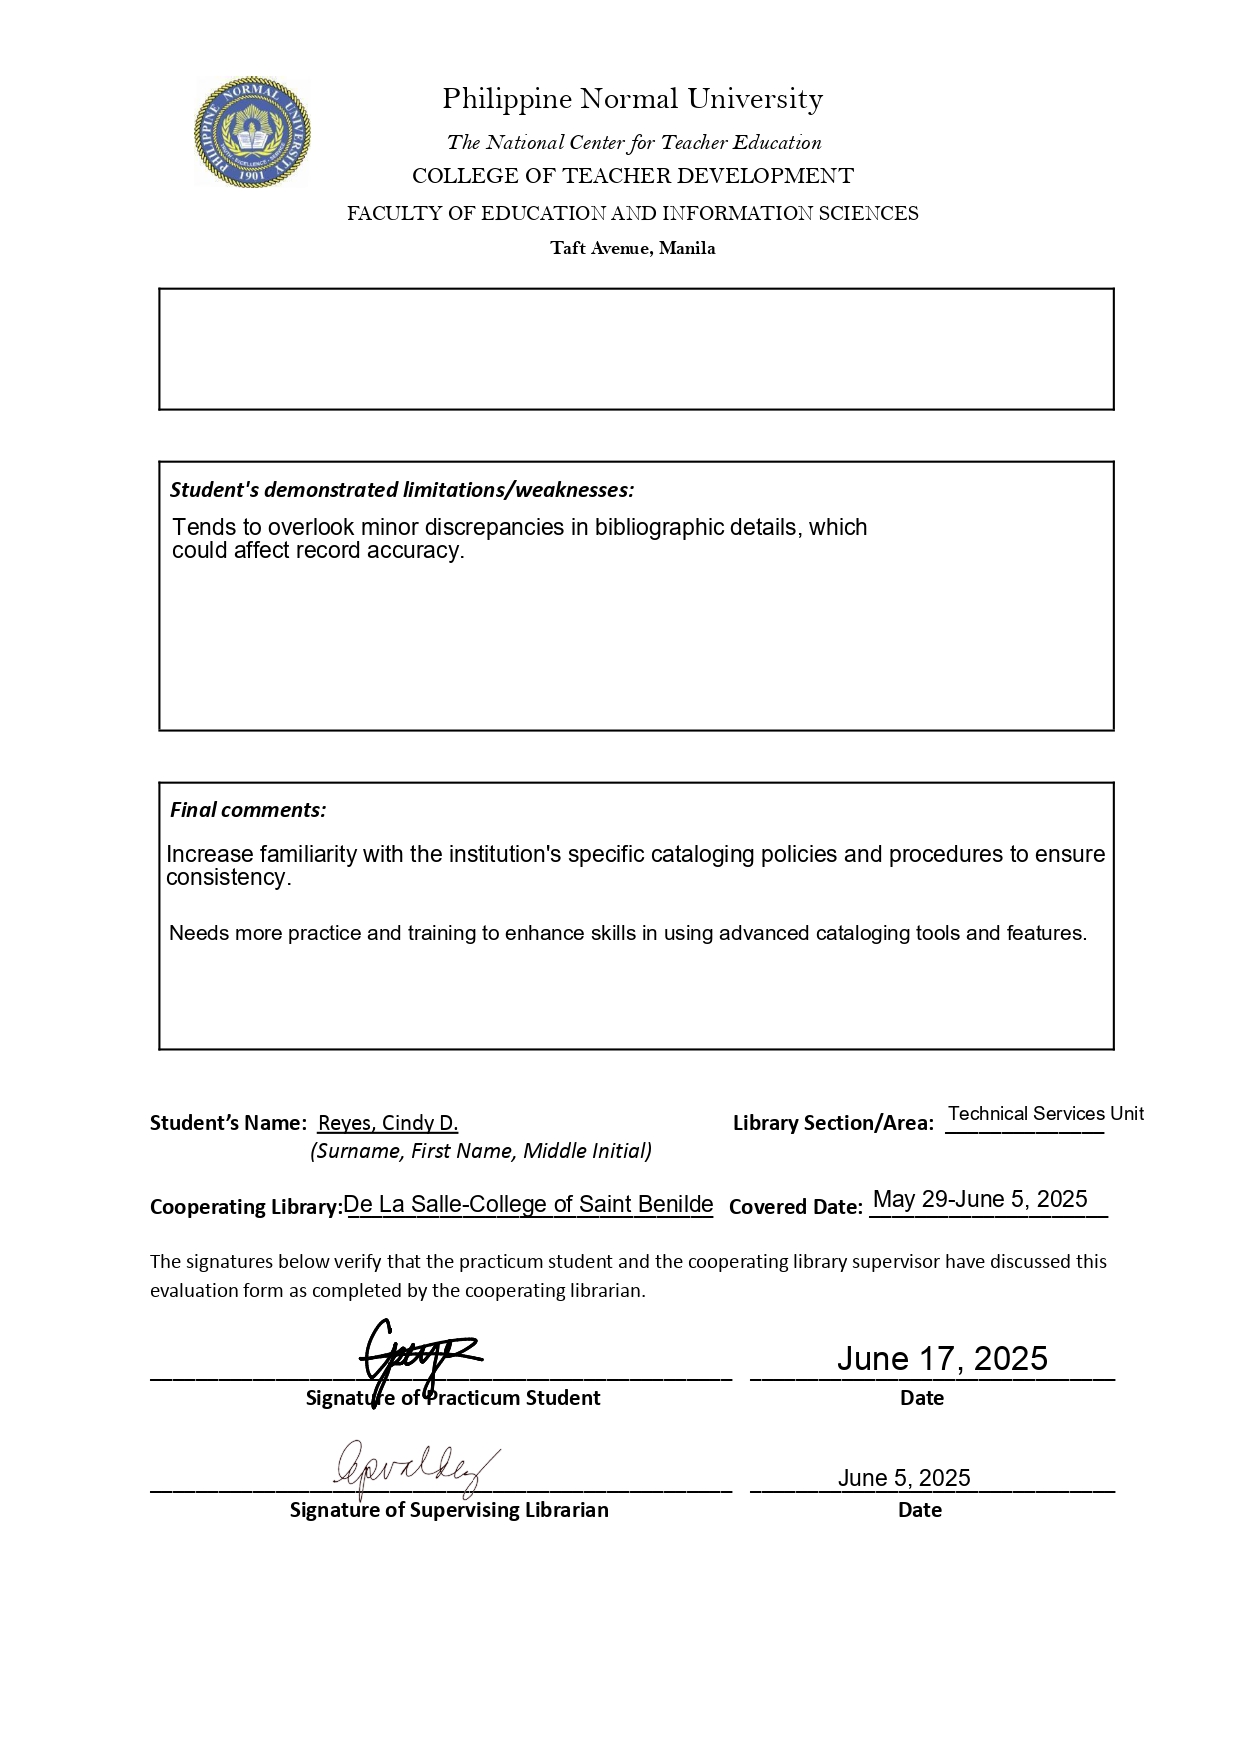 PHILIPPINE NORMAL UNIVERSITY
1901
Philippine Normal University
The National Center for Teacher Education
COLLEGE OF TEACHER DEVELOPMENT
FACULTY OF EDUCATION AND INFORMATION SCIENCES
Taft Avenue, Manila
Student's demonstrated limitations/weaknesses:
Tends to overlook minor discrepancies in bibliographic details, which
could affect record accuracy.
Final comments:
Increase familiarity with the institution's specific cataloging policies and procedures to ensure
consistency.
Needs more practice and training to enhance skills in using advanced cataloging tools and features.
Student’s Name: Reyes, Cindy D. Library Section/Area: Technical Services Unit
(Surname, First Name, Middle Initial)
Cooperating Library: De La Salle-College of Saint Benilde Covered Date: May 29-June 5, 2025
The signatures below verify that the practicum student and the cooperating library supervisor have discussed this
evaluation form as completed by the cooperating librarian.
June 17, 2025
Signature of Practicum Student Date
June 5, 2025
Signature of Supervising Librarian Date